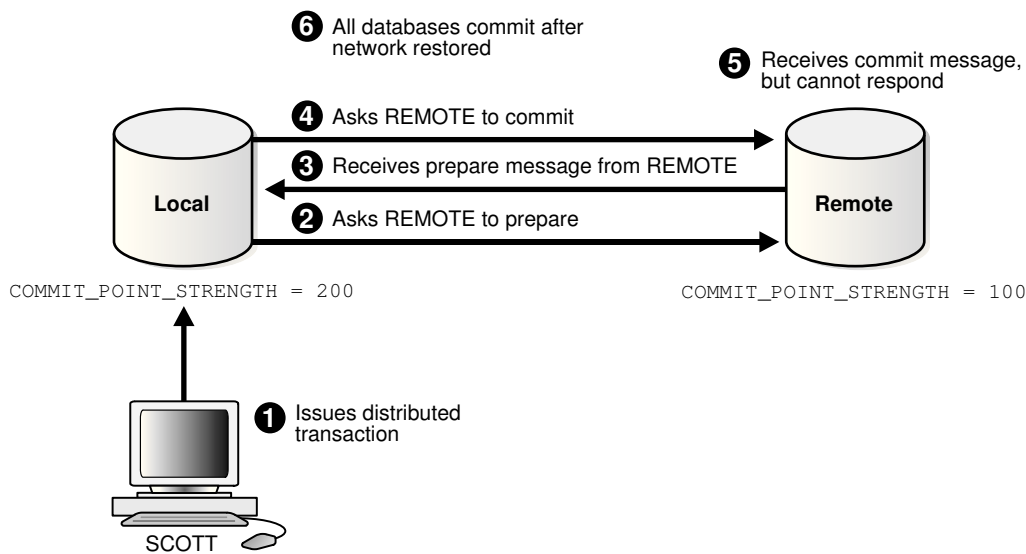 6 All databases commit after
network restored
5 Receives commit message,
but cannot respond
4 Asks REMOTE to commit
3 Receives prepare message from REMOTE
Local
Remote
2 Asks REMOTE to prepare
COMMIT_POINT_STRENGTH = 200
COMMIT_POINT_STRENGTH = 100
1 Issues distributed
transaction
SCOTT